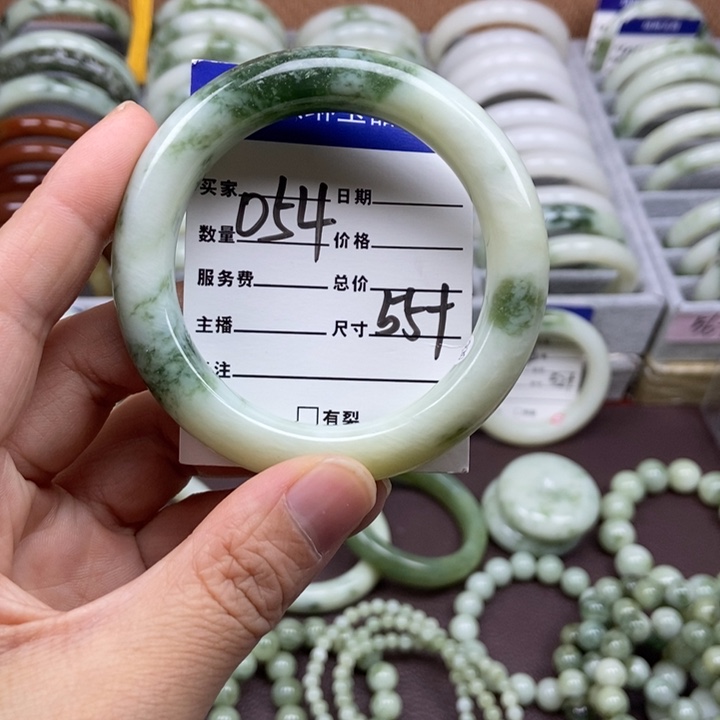 买家 054 日期
数量 价格
服务费 总价
主播 尺寸 55+
注
有裂